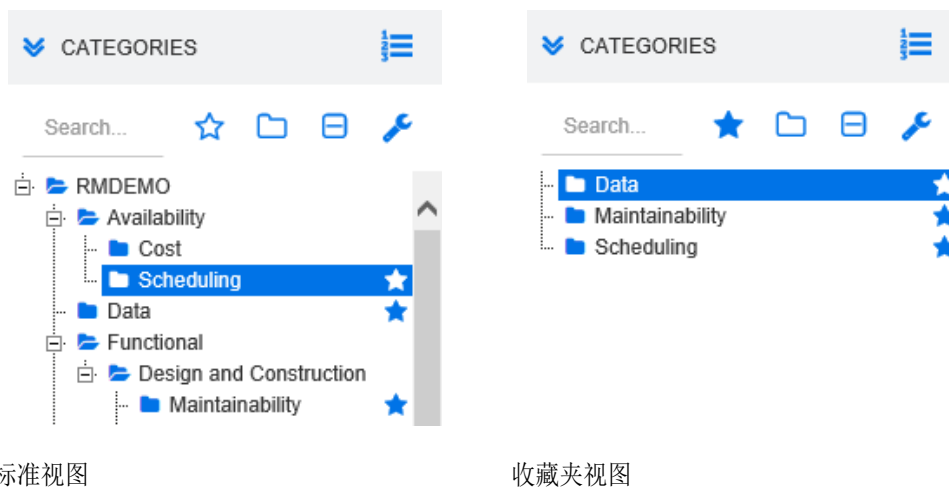 CATEGORIES
Search...
RMDEMO
Availability
Cost
Scheduling
Data
Functional
Design and Construction
Maintainability
标准视图
CATEGORIES
Search...
Data
Maintainability
Scheduling
收藏夹视图